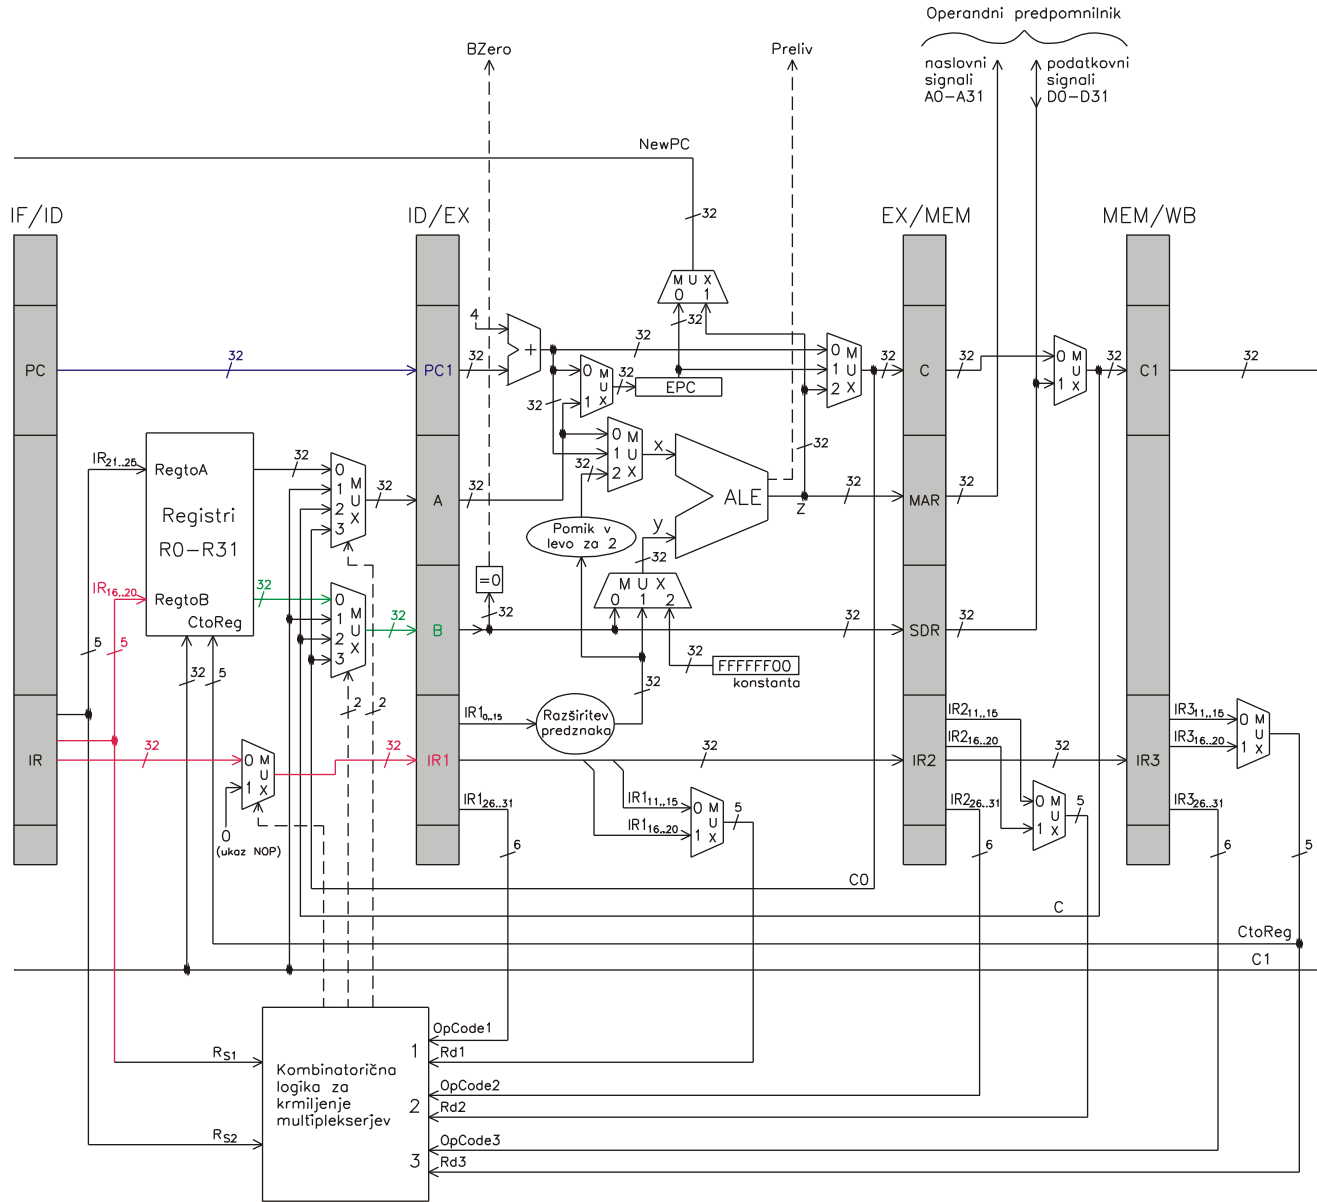 Operandni predpomnilnik
BZero
Preliv
naslovni
signali
A0-A31
podatkovni
signali
D0-D31
NewPC
32
IF/ID
ID/EX
EX/MEM
MEM/WB
M U X
0 1
4
32
32
+
32
0 M
1 U
2 X
32
32
0 M
1 U
X
32
32
PC
32
PC1
32
0 M
1 U
X
32
EPC
C
C1
32
32
0 M
1 U
2 X
x
32
IR21..25
RegtoA
32
0
1 M
2 U
3 X
32
A
32
ALE
Z
32
MAR
32
Registri
R0-R31
Pomik v
levo za 2
y
32
IR16..20
RegtoB
CtoReg
32
0
1 M
2 U
3 X
32
B
=0
32
M U X
0 1 2
32
SDR
32
5
5
32
5
32
FFFFFF00
konstanta
32
2
2
IR10..15
Razširitev
predznaka
IR211..15
IR216..20
IR311..15
IR316..20
0 M
1 U
X
IR
32
0 M
1 U
X
32
IR1
32
IR2
32
IR3
0
(ukaz NOP)
IR126..31
IR111..15
IR116..20
0 M
1 U
X
5
IR226..31
0 M
1 U
X
5
IR326..31
6
6
6
5
C0
C
CtoReg
C1
Kombinatorična
logika za
krmiljenje
multiplekserjev
RS1
RS2
1
OpCode1
Rd1
2
OpCode2
Rd2
3
OpCode3
Rd3